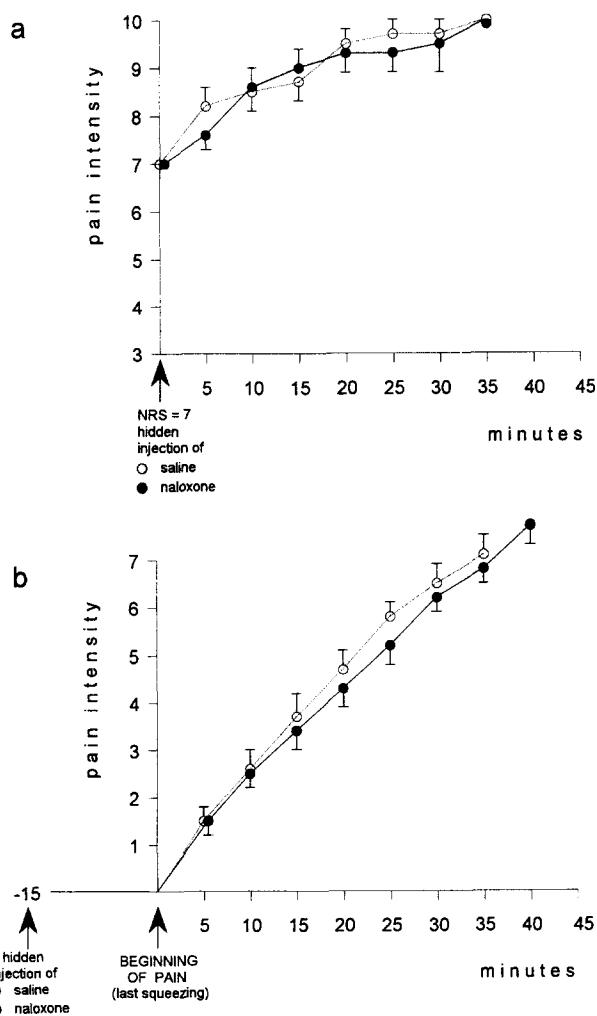 a
pain intensity
10
9
8
7
6
5
4
3
5 10 15 20 25 30 35 40 45
minutes
NRS = 7
hidden
injection of
saline
naloxone
b
pain intensity
7
6
5
4
3
2
1
-15
5 10 15 20 25 30 35 40 45
minutes
hidden
jection of
saline
naloxone
BEGINNING
OF PAIN
(last squeezing)